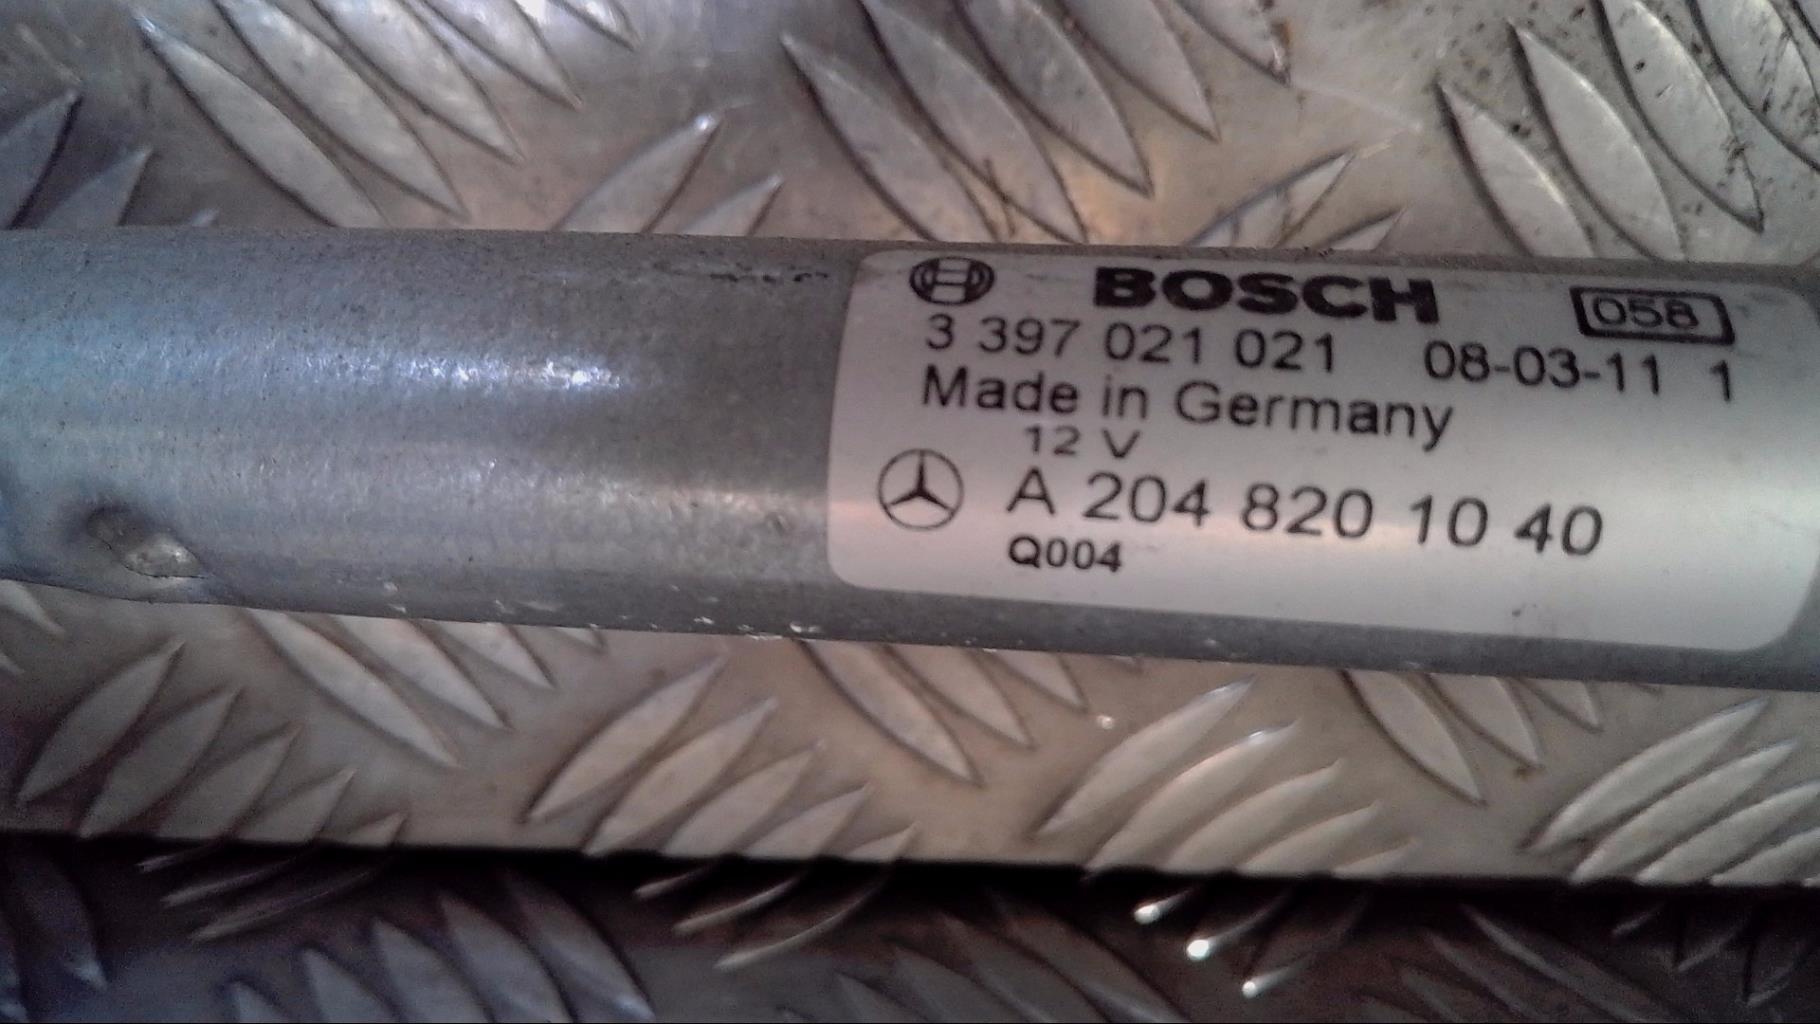 BOSCH 058
3 397 021 021 08-03-11 1
Made in Germany
12 V
A 204 820 10 40
Q004